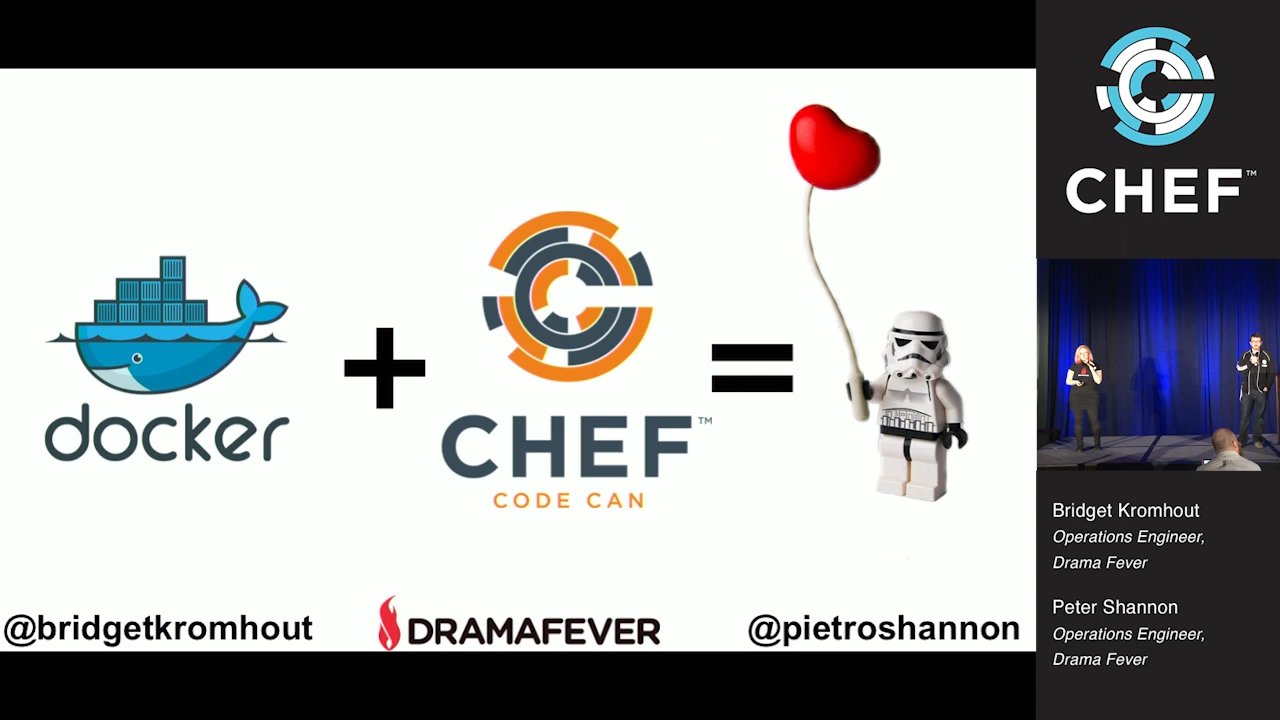 docker
+
CHEF™
CODE CAN
=
@bridgetkromhout
DRAMAFEVER
@pietroshannon
CHEF™
Bridget Kromhout
Operations Engineer,
Drama Fever
Peter Shannon
Operations Engineer,
Drama Fever